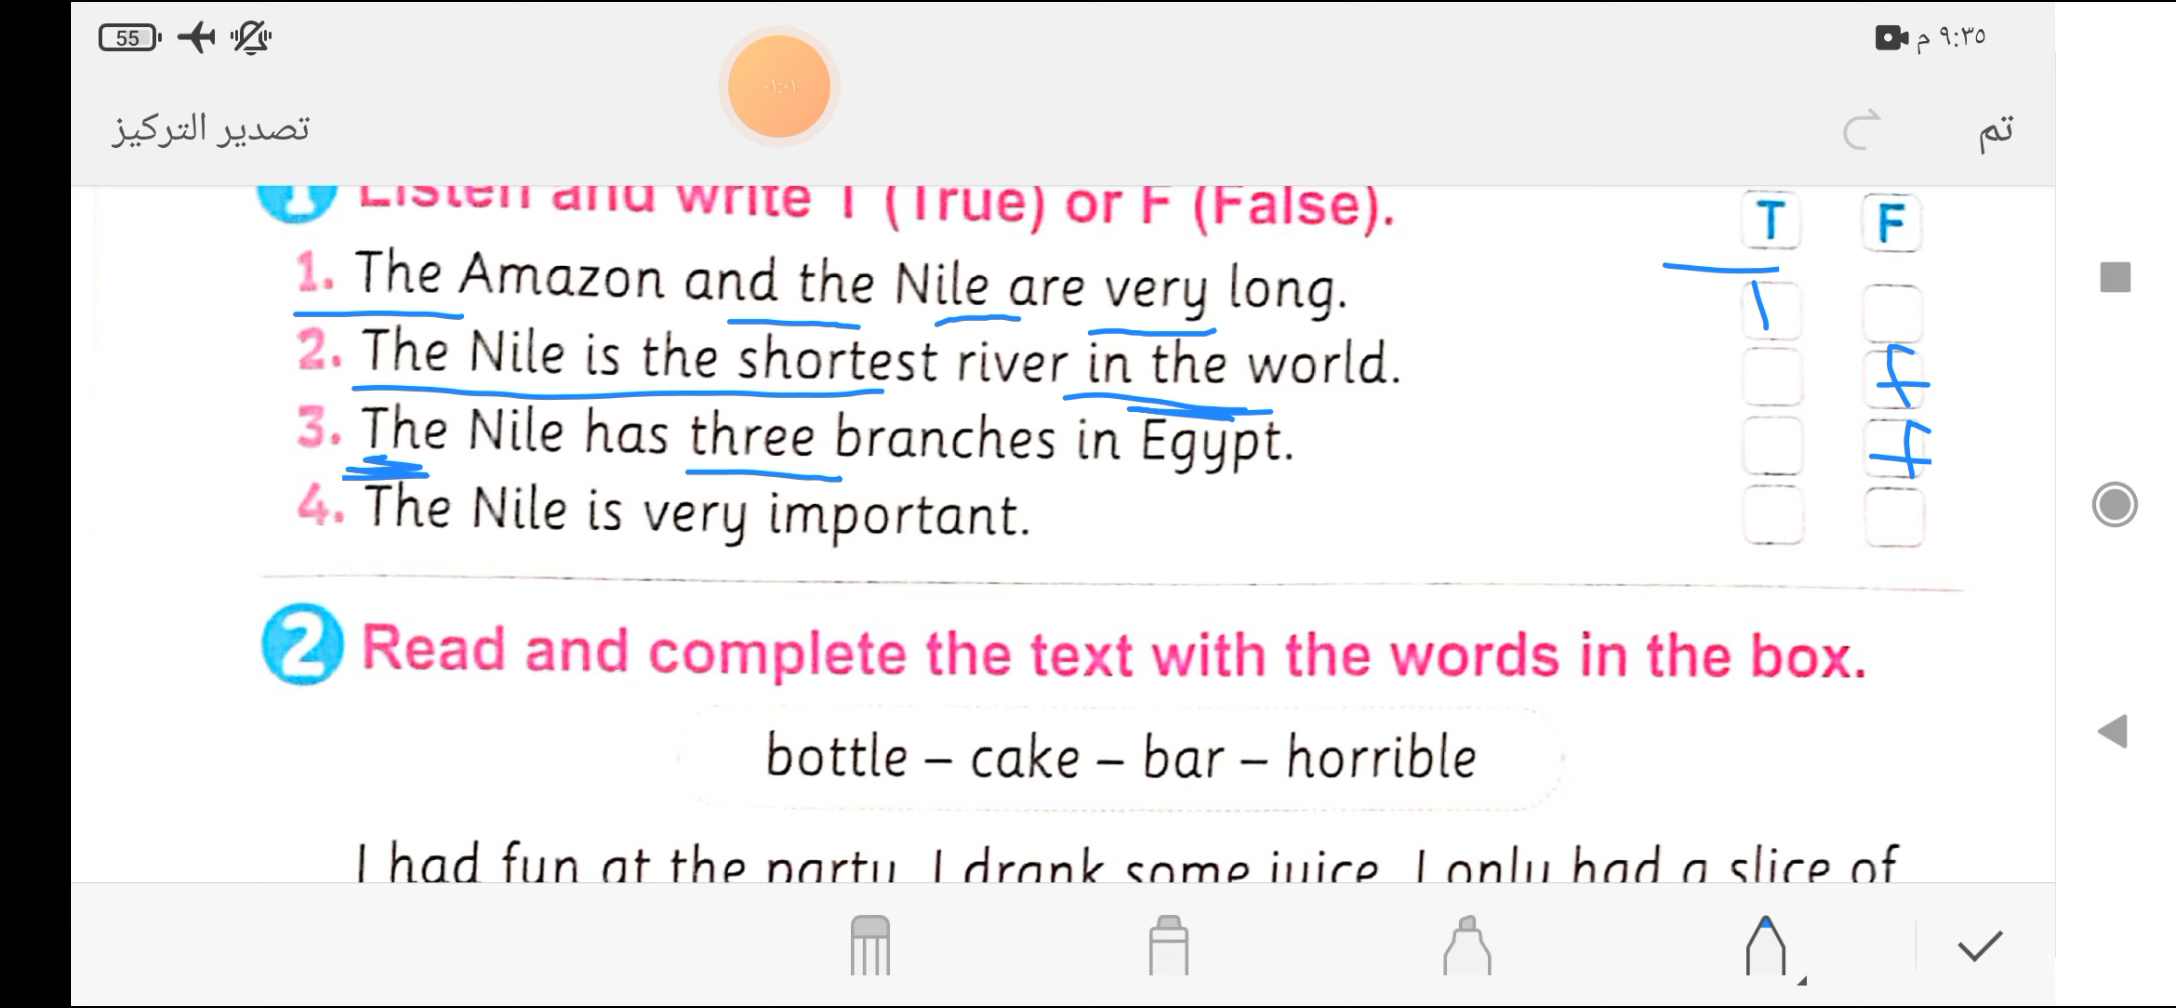 55
٩:٣٥ م
٠١:٠١
تصدير التركيز
تم
1 Listen and write T (True) or F (False).
T F
1. The Amazon and the Nile are very long.
2. The Nile is the shortest river in the world.
3. The Nile has three branches in Egypt.
4. The Nile is very important.
2 Read and complete the text with the words in the box.
bottle – cake – bar – horrible
I had fun at the party. I drank some juice. I only had a slice of